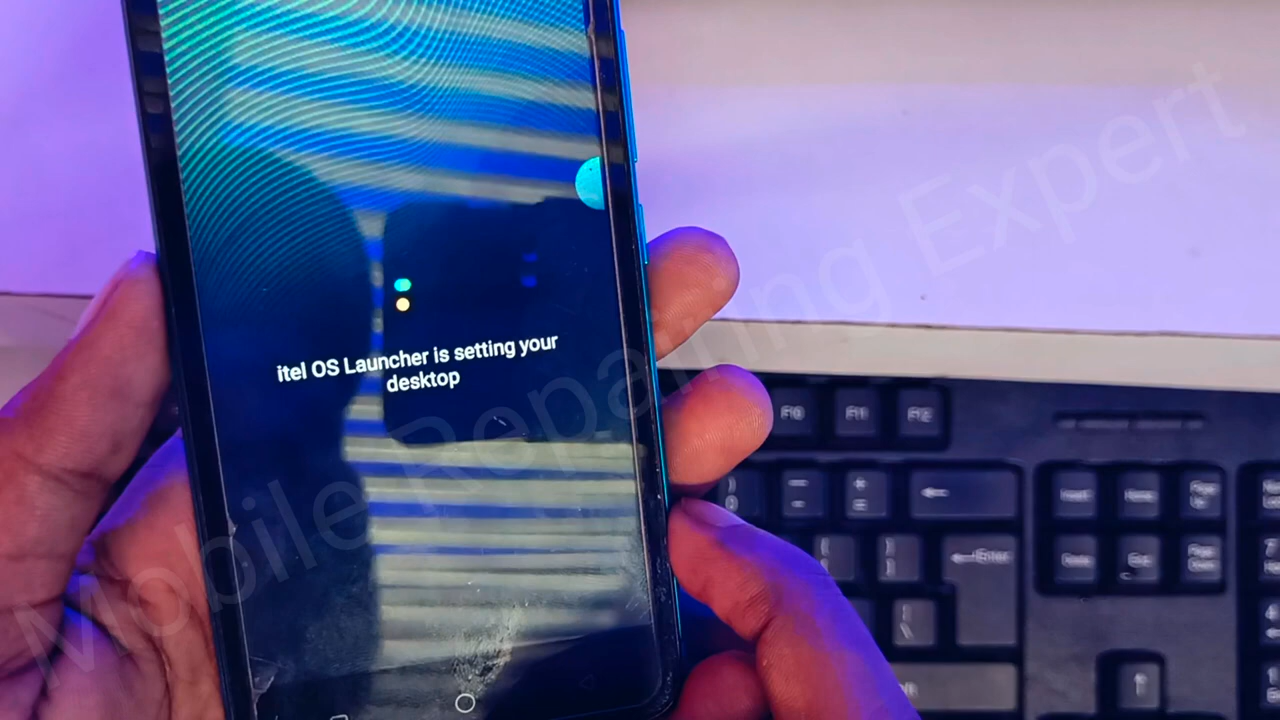 itel OS Launcher is setting your
desktop
Mobile Repairing Expert
F10
F11
F12
Enter